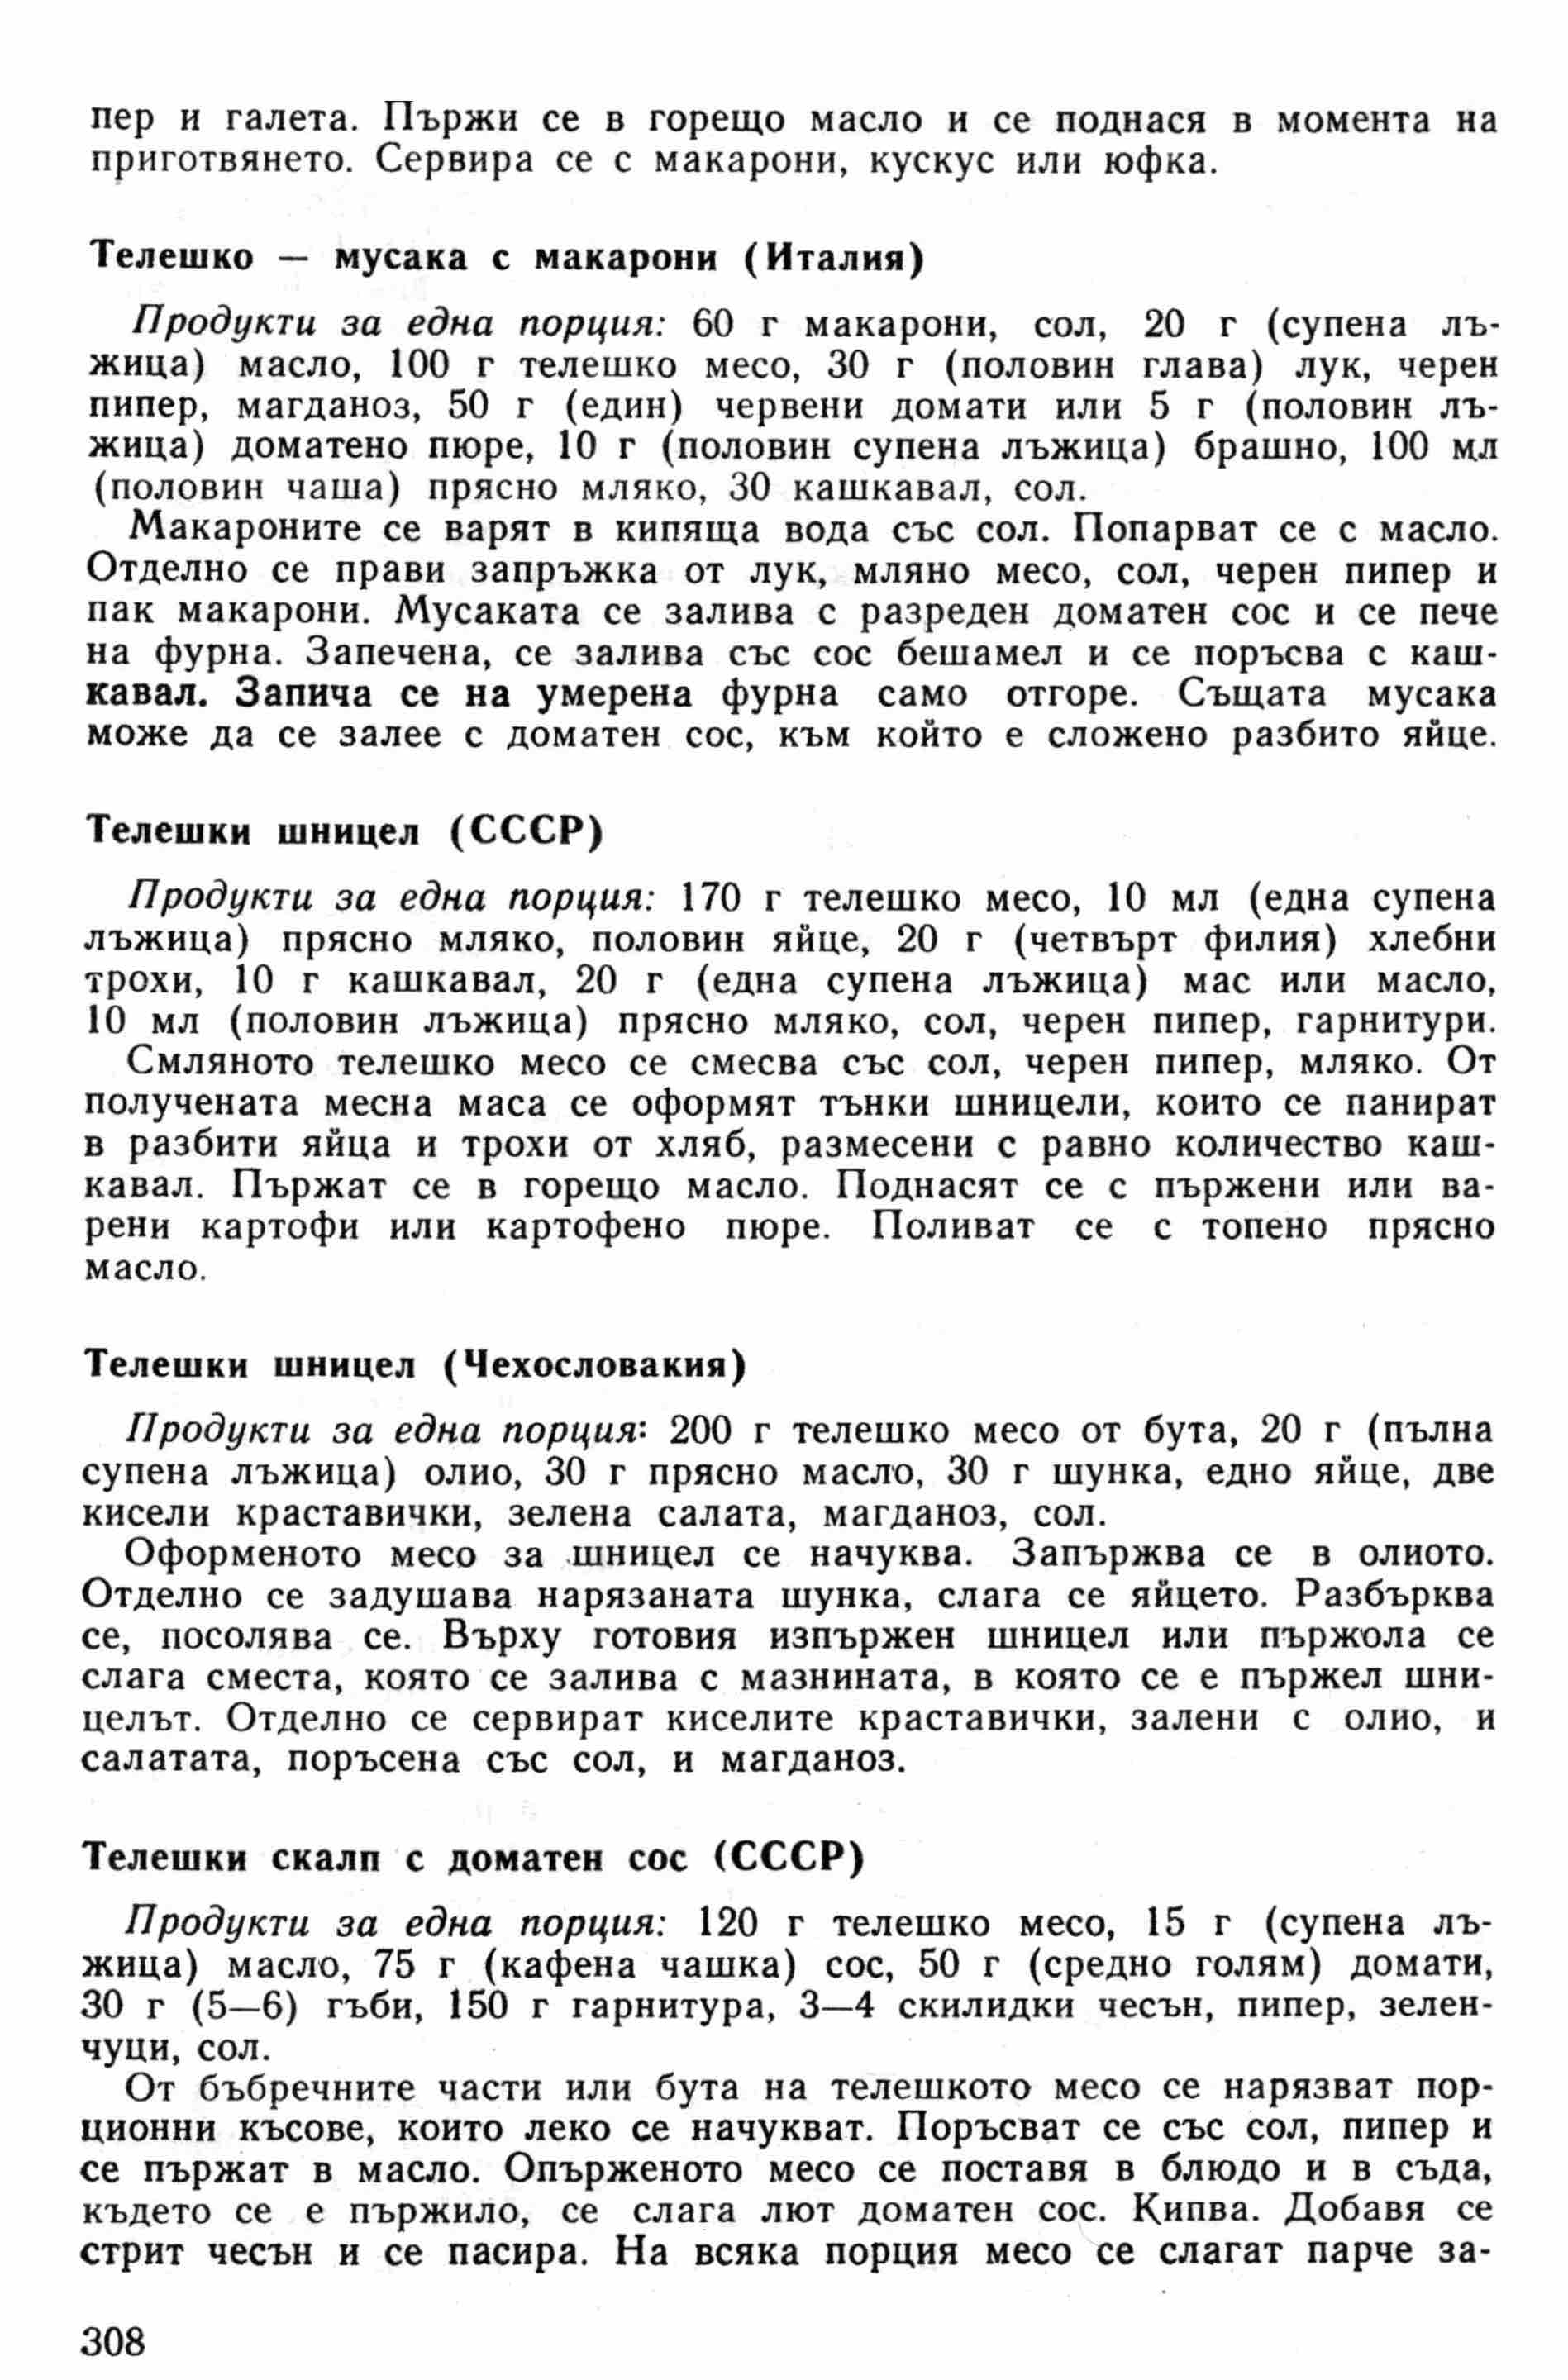 пер и галета. Пържи се в горещо масло и се поднася в момента на
приготвянето. Сервира се с макарони, кускус или юфка.
Телешко — мусака с макарони (Италия)
Продукти за една порция: 60 г макарони, сол, 20 г (супена лъ-
жица) масло, 100 г телешко месо, 30 г (половин глава) лук, черен
пипер, магданоз, 50 г (един) червени домати или 5 г (половин лъ-
жица) доматено пюре, 10 г (половин супена лъжица) брашно, 100 мл
(половин чаша) прясно мляко, 30 кашкавал, сол.
Макароните се варят в кипяща вода със сол. Попарват се с масло.
Отделно се прави запръжка от лук, мляно месо, сол, черен пипер и
пак макарони. Мусаката се залива с разреден доматен сос и се пече
на фурна. Запечена, се залива със сос бешамел и се поръсва с каш-
кавал. Запича се на умерена фурна само отгоре. Същата мусака
може да се залее с доматен сос, към който е сложено разбито яйце.
Телешки шницел (СССР)
Продукти за една порция: 170 г телешко месо, 10 мл (една супена
лъжица) прясно мляко, половин яйце, 20 г (четвърт филия) хлебни
трохи, 10 г кашкавал, 20 г (една супена лъжица) мас или масло,
10 мл (половин лъжица) прясно мляко, сол, черен пипер, гарнитури.
Смляното телешко месо се смесва със сол, черен пипер, мляко. От
получената месна маса се оформят тънки шницели, които се панират
в разбити яйца и трохи от хляб, размесени с равно количество каш-
кавал. Пържат се в горещо масло. Поднасят се с пържени или ва-
рени картофи или картофено пюре. Поливат се с топено прясно
масло.
Телешки шницел (Чехословакия)
Продукти за една порция: 200 г телешко месо от бута, 20 г (пълна
супена лъжица) олио, 30 г прясно масло, 30 г шунка, едно яйце, две
кисели краставички, зелена салата, магданоз, сол.
Оформеното месо за шницел се начуква. Запържва се в олиото.
Отделно се задушава нарязаната шунка, слага се яйцето. Разбърква
се, посолява се. Върху готовия изпържен шницел или пържола се
слага сместа, която се залива с мазнината, в която се е пържел шни-
целът. Отделно се сервират киселите краставички, залени с олио, и
салатата, поръсена със сол, и магданоз.
Телешки скалп с доматен сос (СССР)
Продукти за една порция: 120 г телешко месо, 15 г (супена лъ-
жица) масло, 75 г (кафена чашка) сос, 50 г (средно голям) домати,
30 г (5—6) гъби, 150 г гарнитура, 3—4 скилидки чесън, пипер, зелен-
чуци, сол.
От бъбречните части или бута на телешкото месо се нарязват пор-
ционни късове, които леко се начукват. Поръсват се със сол, пипер и
се пържат в масло. Опърженото месо се поставя в блюдо и в съда,
където се е пържило, се слага лют доматен сос. Кипва. Добавя се
стрит чесън и се пасира. На всяка порция месо се слагат парче за-
308